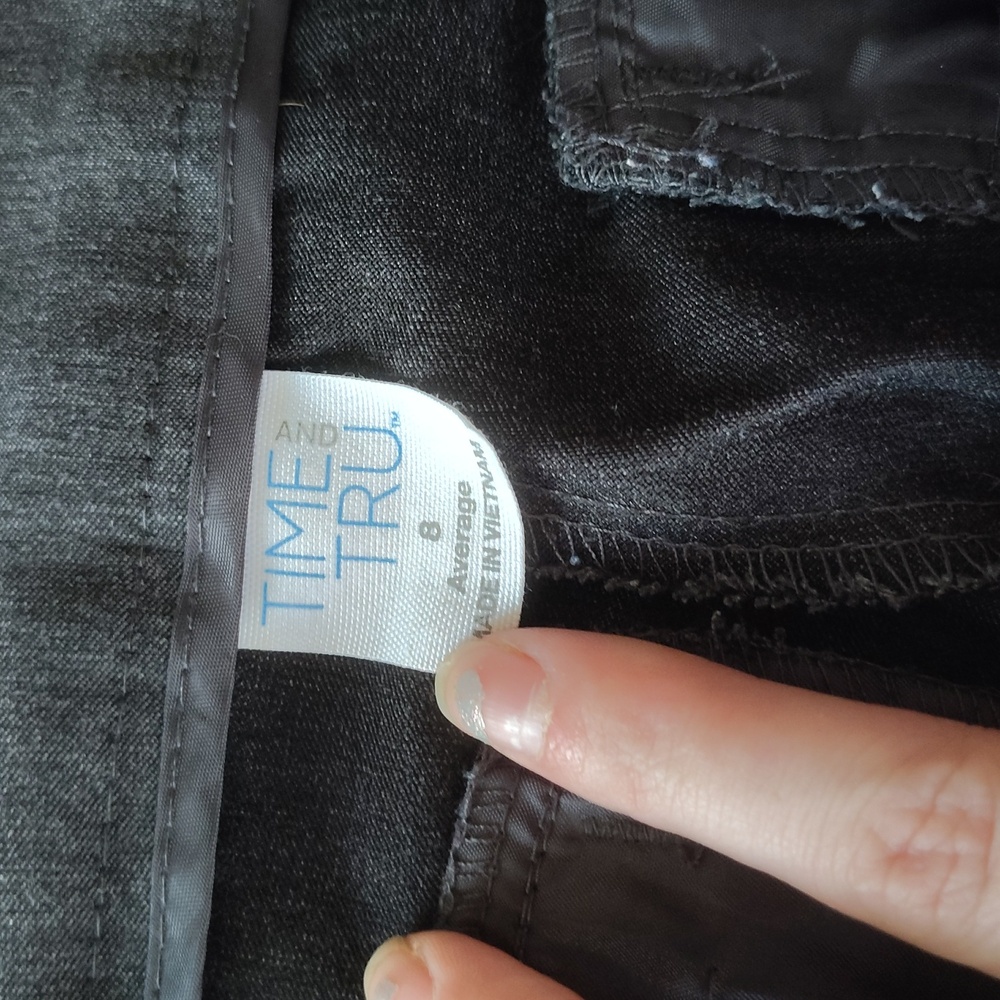 TIME AND
TRU™
8
Average
MADE IN VIETNAM